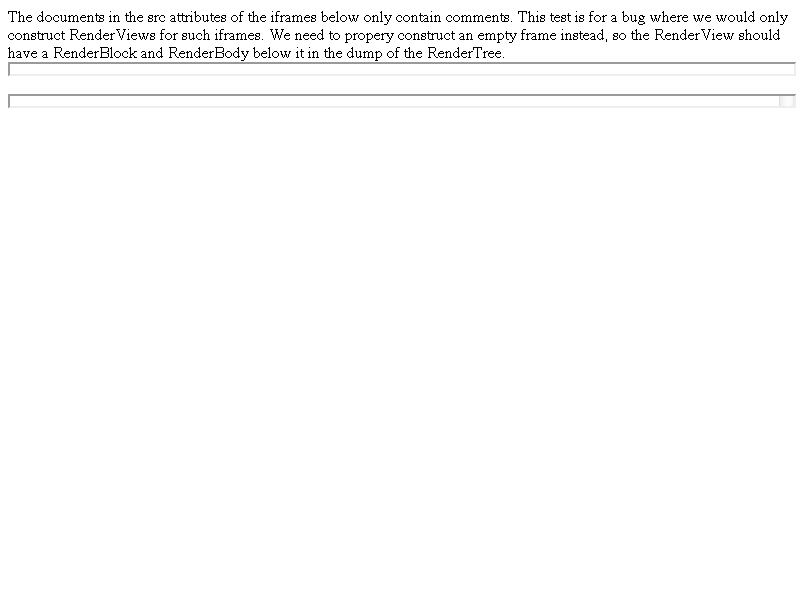 The documents in the src attributes of the iframes below only contain comments. This test is for a bug where we would only
construct RenderViews for such iframes. We need to propery construct an empty frame instead, so the RenderView should
have a RenderBlock and RenderBody below it in the dump of the RenderTree.